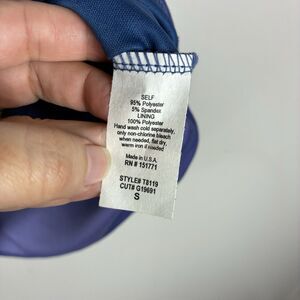 SELF
95% Polyester
5% Spandex
LINING
100% Polyester
Hand wash cold separately,
only non-chlorine bleach
when needed, flat dry,
warm iron if needed
Made in U.S.A.
RN # 151771
STYLE# T8119
CUT# G19691
S